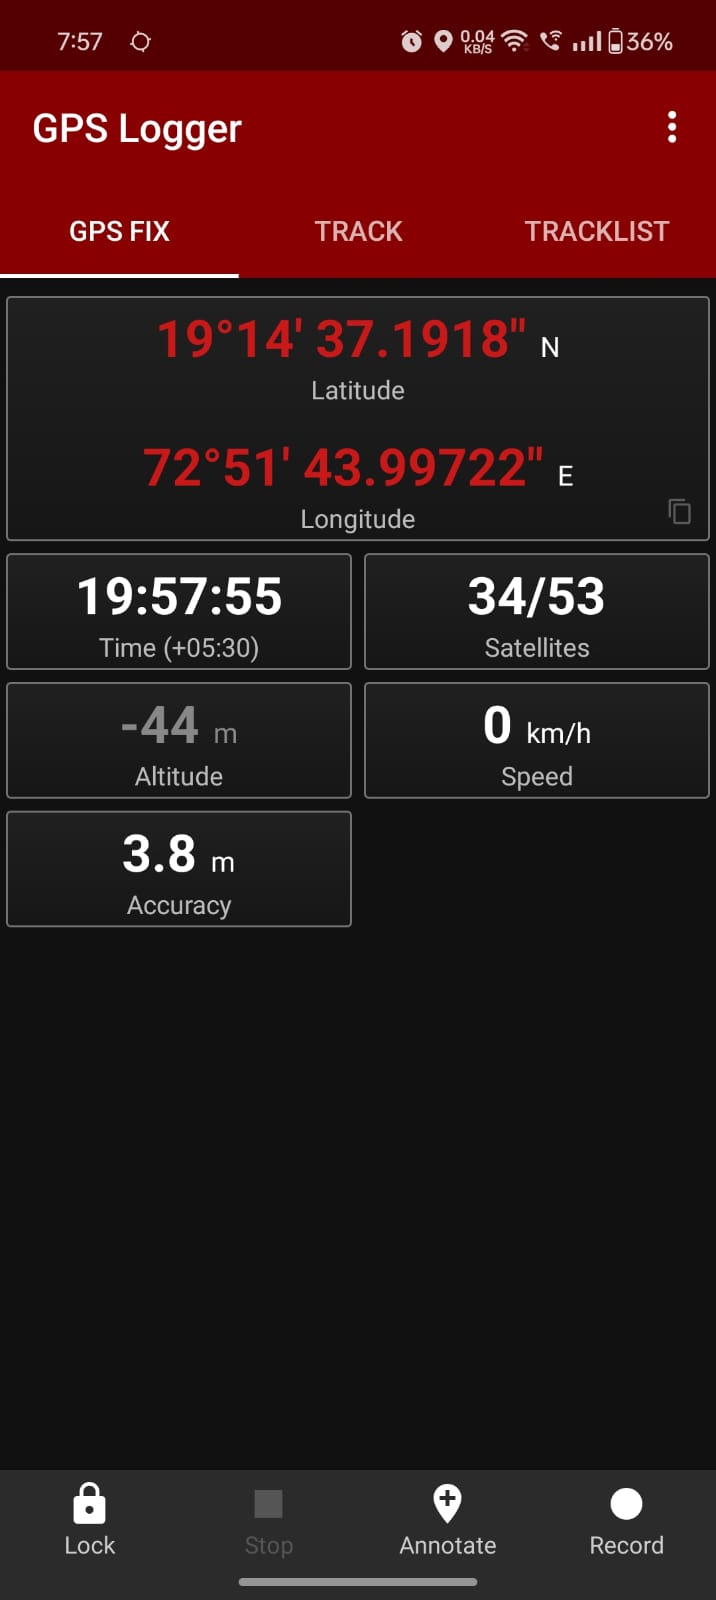 7:57 0.04 KB/S 36%
GPS Logger
GPS FIX TRACK TRACKLIST
19°14' 37.1918" N
Latitude
72°51' 43.99722" E
Longitude
19:57:55 34/53
Time (+05:30) Satellites
-44 m 0 km/h
Altitude Speed
3.8 m
Accuracy
Lock Stop Annotate Record